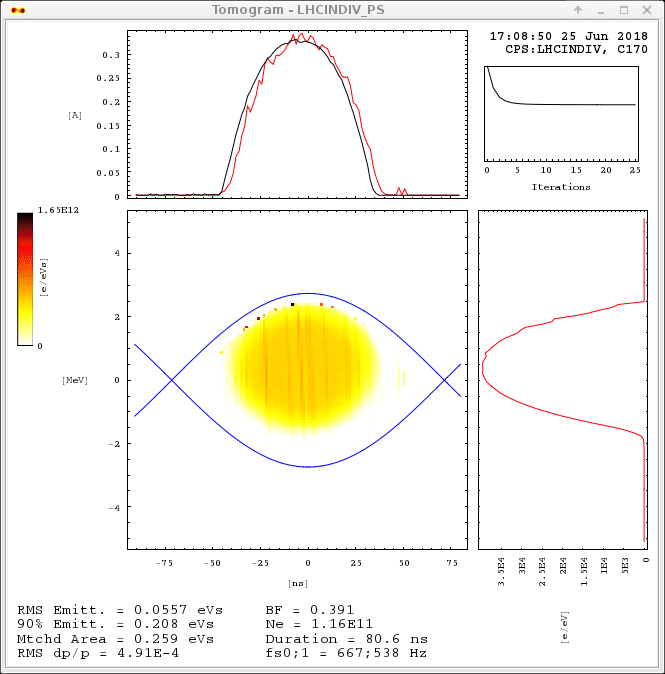 Tomogram - LHCINDIV_PS
17:08:50 25 Jun 2018
CPS:LHCINDIV, C170
0.3
0.25
0.2
[A]
0.15
0.1
0.05
0
0 5 10 15 20 25
Iterations
1.65E12
[e/eVs]
0
4
2
[MeV]
0
-2
-4
-75 -50 -25 0 25 50 75
[ns]
3.5E4 3E4 2.5E4 2E4 1.5E4 1E4 5E3 0
[e/eV]
RMS Emitt. = 0.0557 eVs BF = 0.391
90% Emitt. = 0.208 eVs Ne = 1.16E11
Mtchd Area = 0.259 eVs Duration = 80.6 ns
RMS dp/p = 4.91E-4 fs0;1 = 667;538 Hz